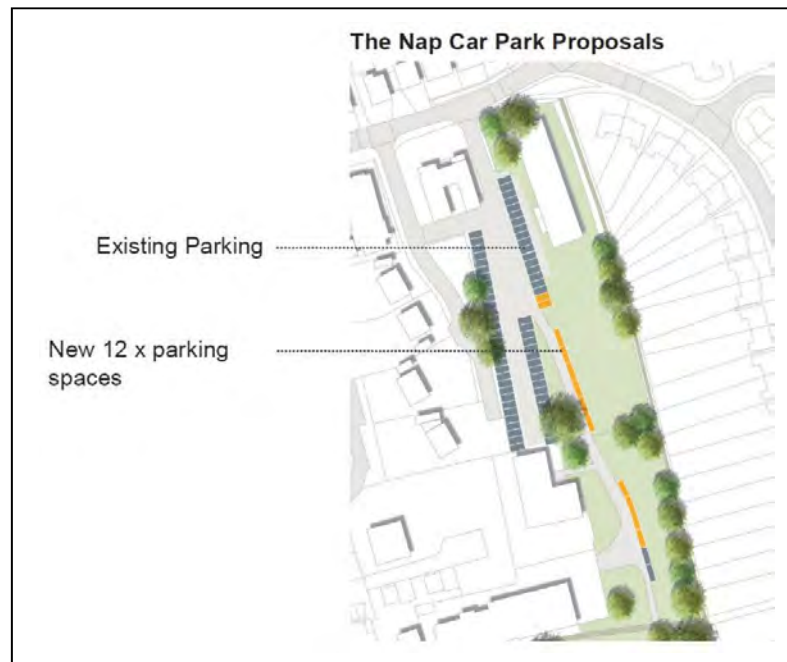 The Nap Car Park Proposals
Existing Parking
New 12 x parking
spaces